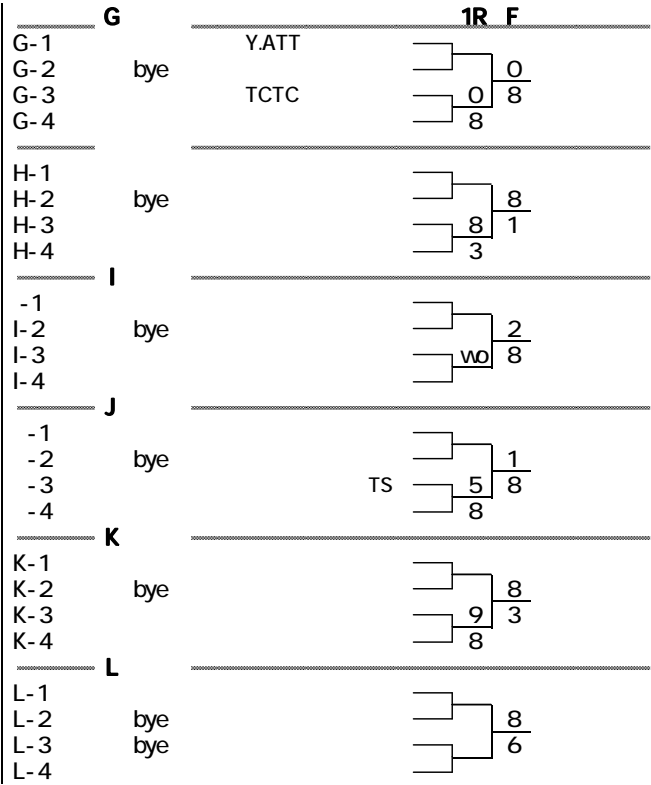 G 1R F
G-1 Y.ATT
G-2 bye 0
G-3 TCTC 0 8
G-4 8
H-1
H-2 bye 8
H-3 8 1
H-4 3
I
-1
I-2 bye 2
I-3 wo 8
I-4
J
-1
-2 bye 1
-3 TS 5 8
-4 8
K
K-1
K-2 bye 8
K-3 9 3
K-4 8
L
L-1
L-2 bye 8
L-3 bye 6
L-4